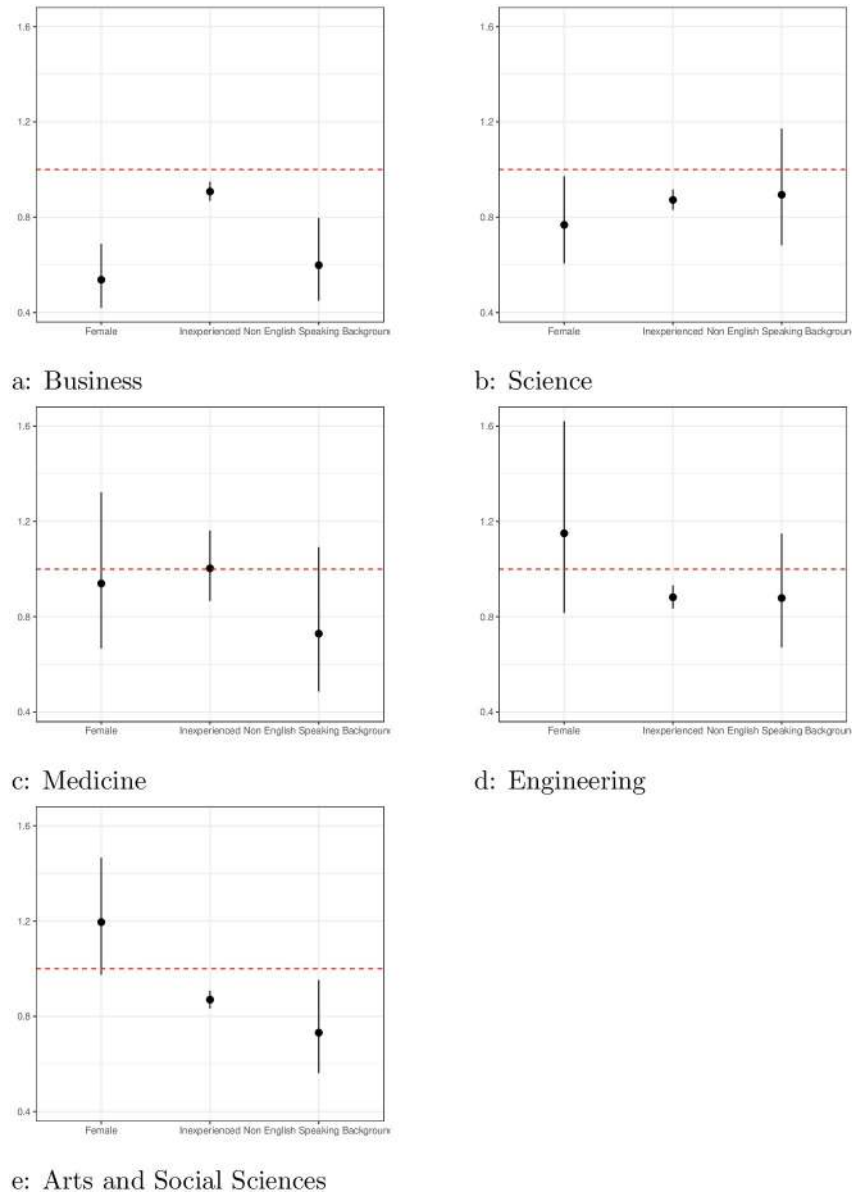 1.6
1.2
0.8
0.4
Female Inexperienced Non English Speaking Background
a: Business
1.6
1.2
0.8
0.4
Female Inexperienced Non English Speaking Background
b: Science
1.6
1.2
0.8
0.4
Female Inexperienced Non English Speaking Background
c: Medicine
1.6
1.2
0.8
0.4
Female Inexperienced Non English Speaking Background
d: Engineering
1.6
1.2
0.8
0.4
Female Inexperienced Non English Speaking Background
e: Arts and Social Sciences